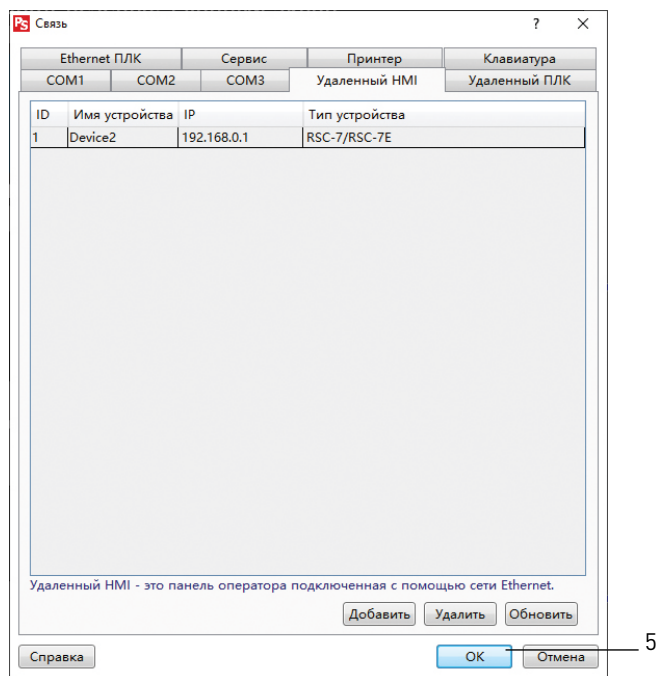 PS Связь ? ×
Ethernet ПЛК Сервис Принтер Клавиатура
COM1 COM2 COM3 Удаленный HMI Удаленный ПЛК
ID Имя устройства IP Тип устройства
1 Device2 192.168.0.1 RSC-7/RSC-7E
Удаленный HMI - это панель оператора подключенная с помощью сети Ethernet.
Добавить Удалить Обновить
Справка OK Отмена 5